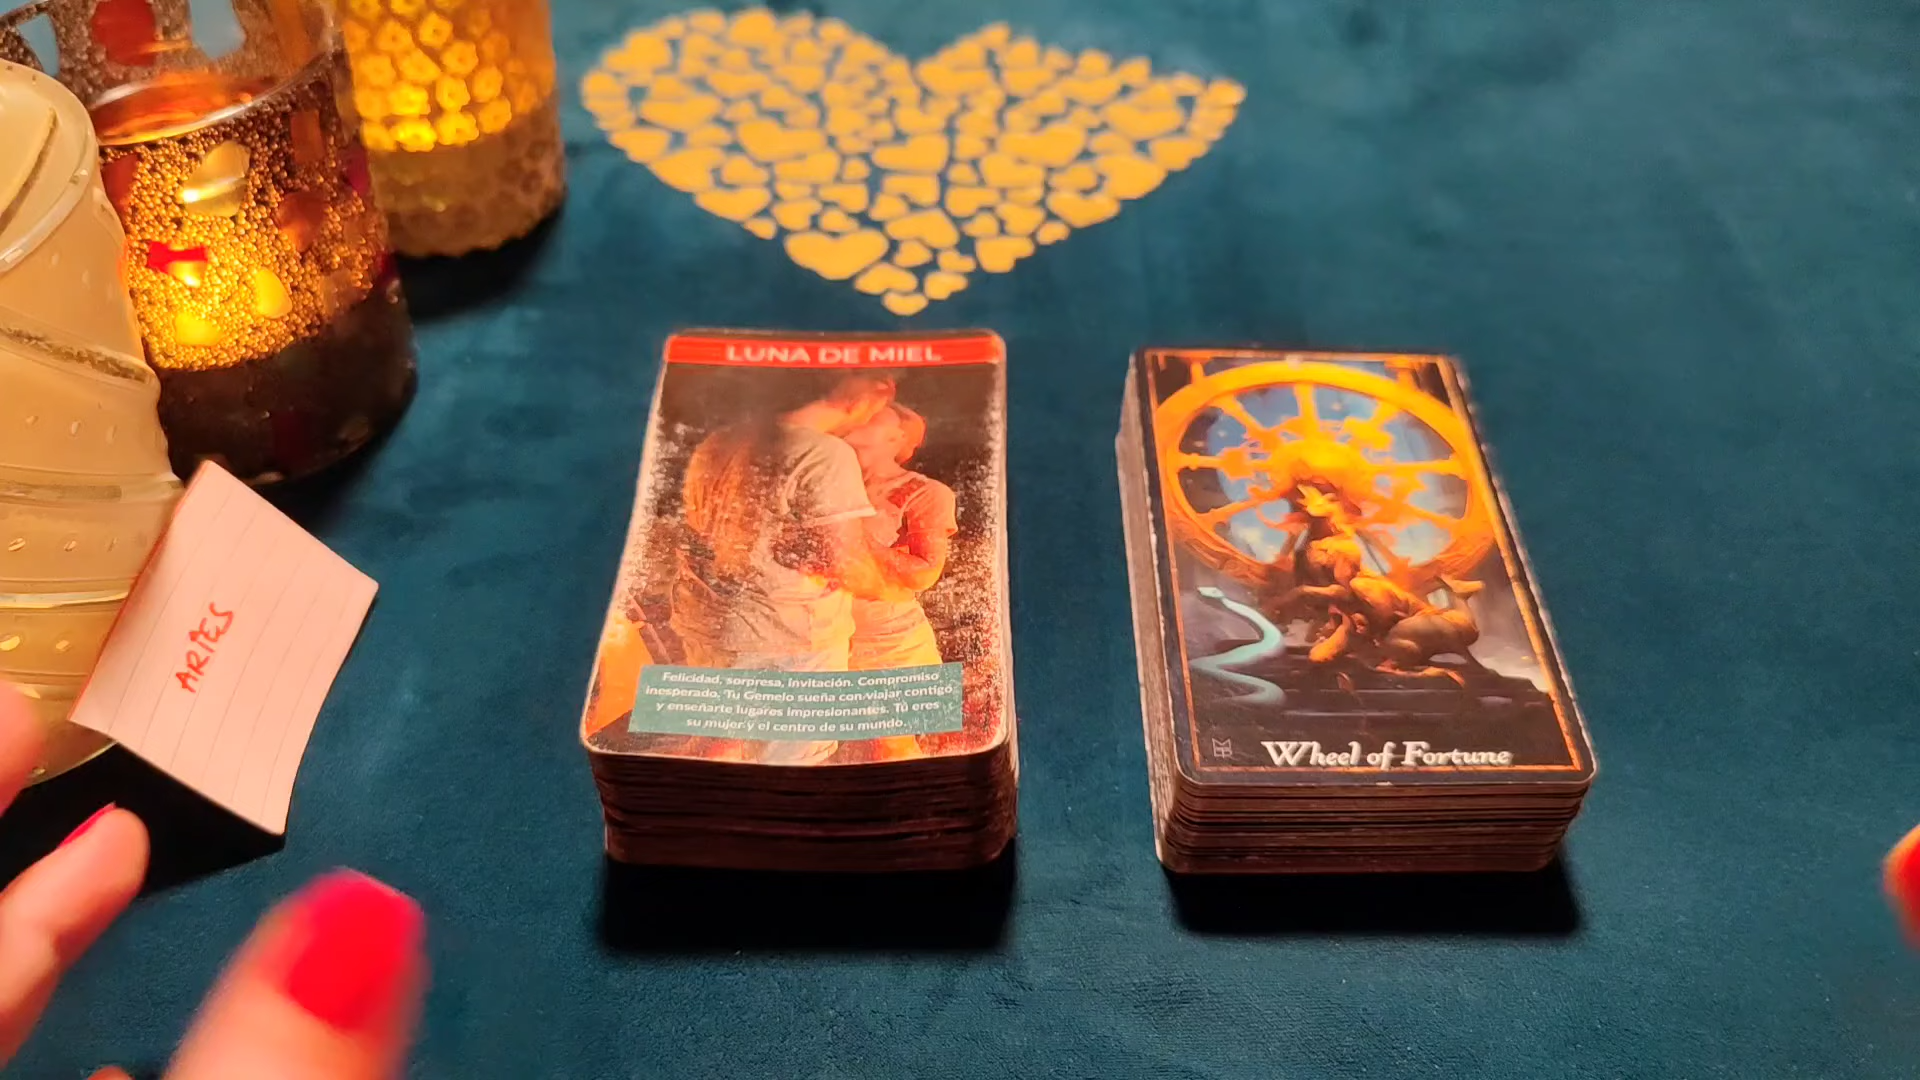 LUNA DE MIEL
Felicidad, sorpresa, invitación. Compromiso
inesperado. Tu Gemelo sueña con viajar contigo
y enseñarte lugares impresionantes. Tú eres
su mujer y el centro de su mundo.
Wheel of Fortune
ARIES